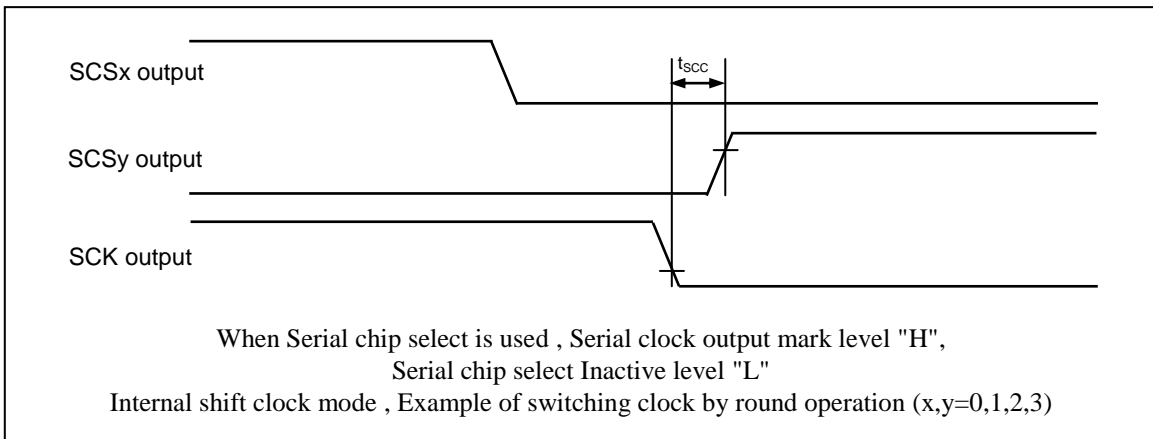 SCSx output
tSCC
SCSy output
SCK output
When Serial chip select is used , Serial clock output mark level "H",
Serial chip select Inactive level "L"
Internal shift clock mode , Example of switching clock by round operation (x,y=0,1,2,3)